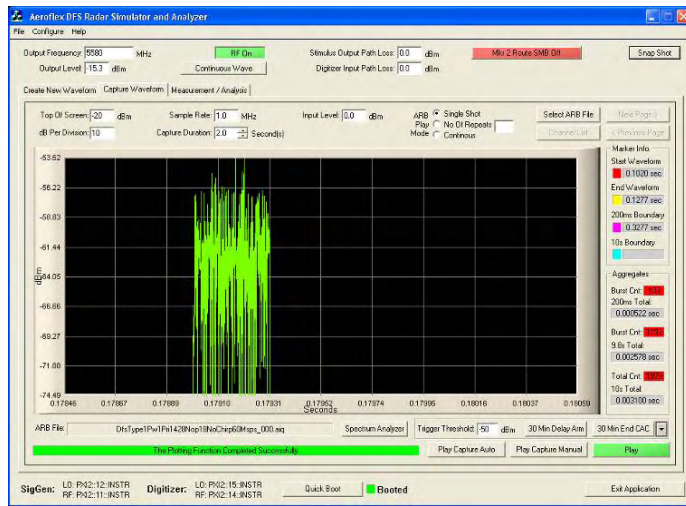 Aeroflex DFS Radar Simulator and Analyzer
File Configure Help
Output Frequency: 5580 MHz RF On Stimulus Output Path Loss: 0.0 dBm Mki 2 Route SMB Off Snap Shot
Output Level: -15.3 dBm Continuous Wave Digitizer Input Path Loss: 0.0 dBm
Create New Waveform Capture Waveform Measurement / Analysis
Top Of Screen: -20 dBm Sample Rate: 1.0 MHz Input Level: 0.0 dBm ARB Play Mode Single Shot Select ARB File Next Page >
dB Per Division: 10 Capture Duration: 2.0 Second(s) No Of Repeats Continous Channel List < Previous Page
Marker Info.
Start Waveform
0.1020 sec
End Waveform
0.1277 sec
200ms Boundary
0.3277 sec
10s Boundary
Aggregates
Burst Cnt:
200ms Total:
0.000522 sec
Burst Cnt:
9.8s Total:
0.002578 sec
Total Cnt:
10s Total:
0.003100 sec
-53.62
-56.22
-58.83
-61.44
-64.05
-66.66
-69.27
-71.88
-74.49
dBm
0.17846 0.17867 0.17889 0.17910 0.17931 0.17952 0.17974 0.17995 0.18016 0.18037 0.18059
Seconds
ARB File: DfsType1Pw1Pri1428Nop18NoChirp60Msps_000.aiq Spectrum Analyzer Trigger Threshold: -50 dBm 30 Min Delay Arm 30 Min End CAC
The Plotting Function Completed Successfully. Play Capture Auto Play Capture Manual Play
SigGen: LO: PXI2::12::INSTR Digitizer: LO: PXI2::15::INSTR Quick Boot Booted Exit Application
RF: PXI2::11::INSTR RF: PXI2::14::INSTR